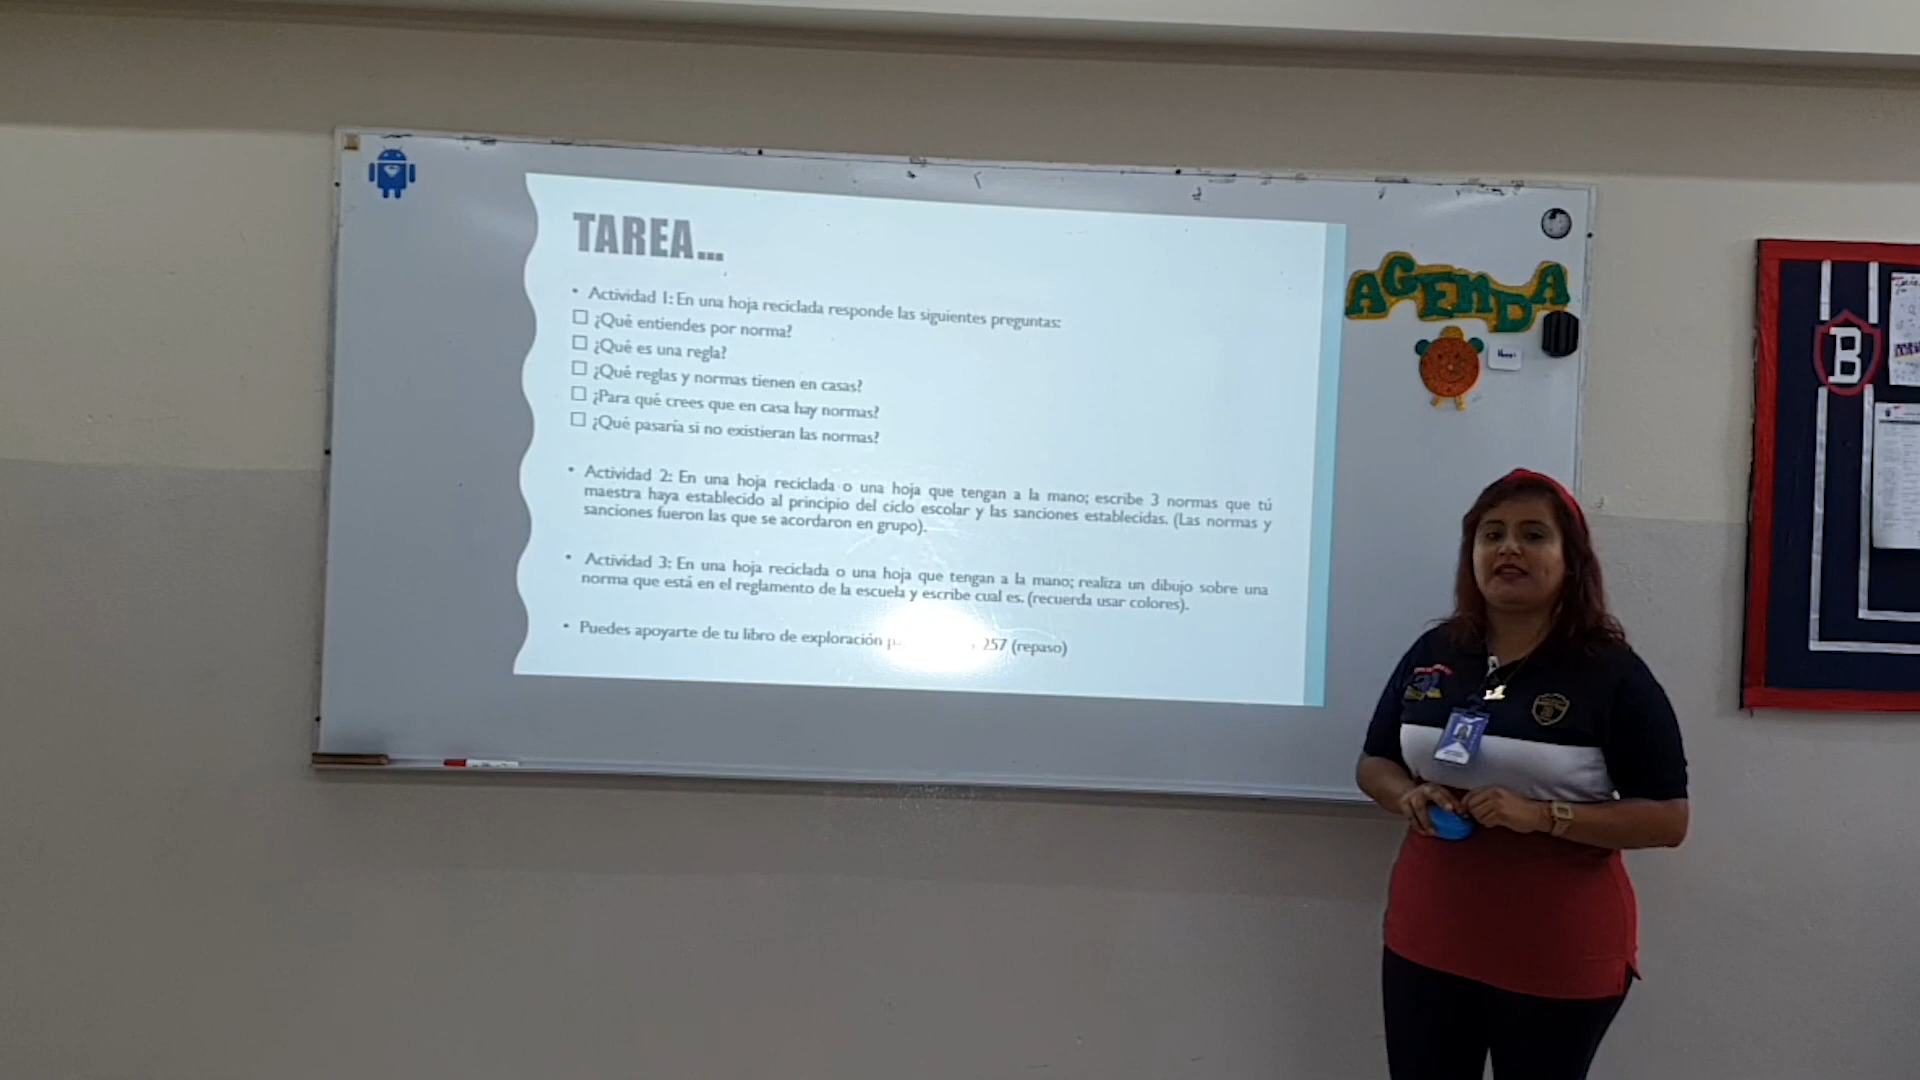 TAREA...
• Actividad 1: En una hoja reciclada responde las siguientes preguntas:
☐ ¿Qué entiendes por norma?
☐ ¿Qué es una regla?
☐ ¿Qué reglas y normas tienen en casas?
☐ ¿Para qué crees que en casa hay normas?
☐ ¿Qué pasaría si no existieran las normas?
• Actividad 2: En una hoja reciclada o una hoja que tengan a la mano; escribe 3 normas que tú
maestra haya establecido al principio del ciclo escolar y las sanciones establecidas. (Las normas y
sanciones fueron las que se acordaron en grupo).
• Actividad 3: En una hoja reciclada o una hoja que tengan a la mano; realiza un dibujo sobre una
norma que está en el reglamento de la escuela y escribe cual es. (recuerda usar colores).
• Puedes apoyarte de tu libro de exploración 257 (repaso)
AGENDA
B